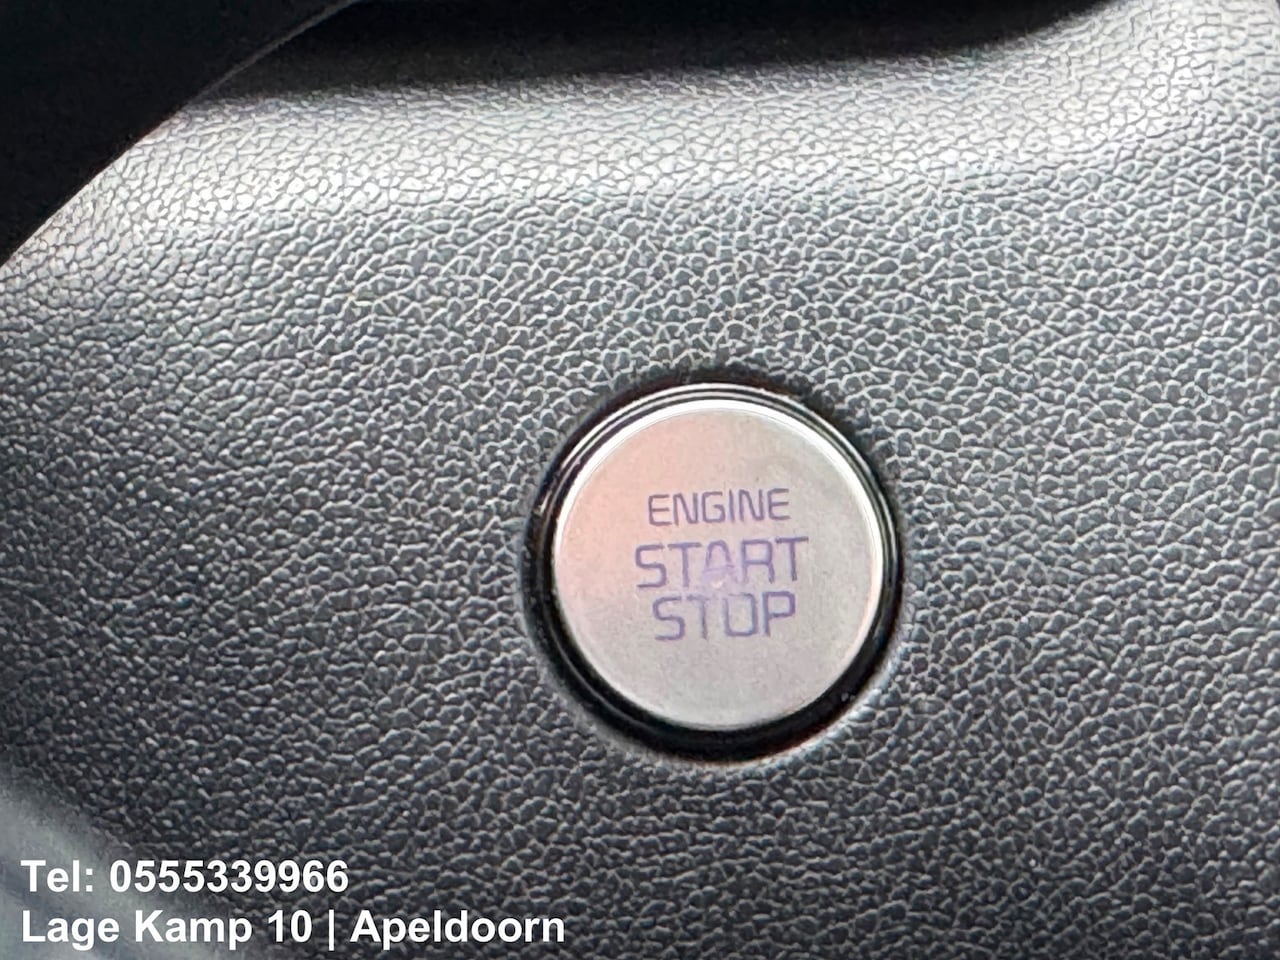 ENGINE
START
STOP
Tel: 0555339966
Lage Kamp 10 | Apeldoorn